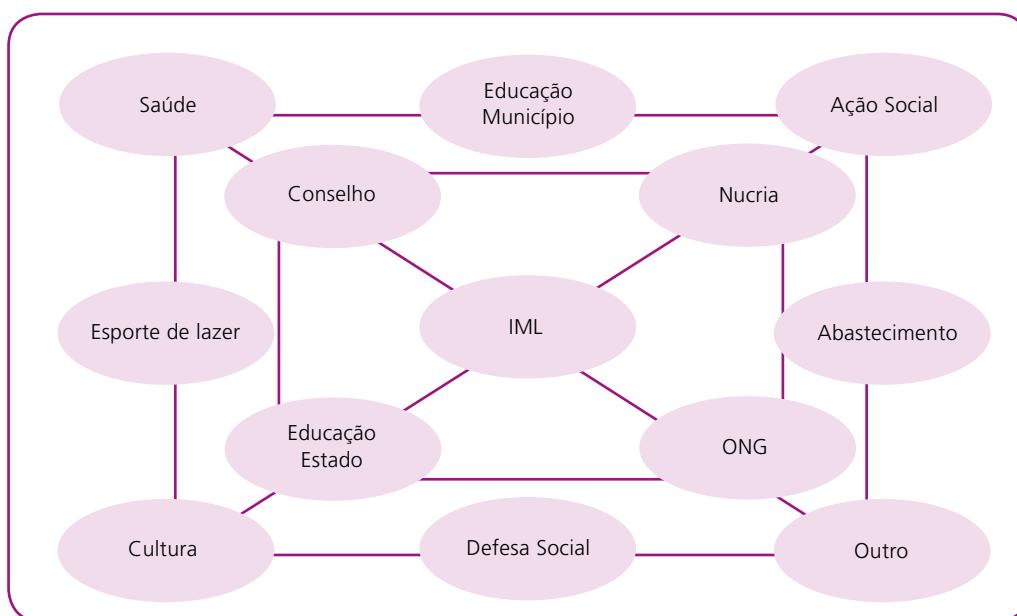 Saúde
Educação
Município
Ação Social
Conselho
Nucria
Esporte de lazer
IML
Abastecimento
Educação
Estado
ONG
Cultura
Defesa Social
Outro